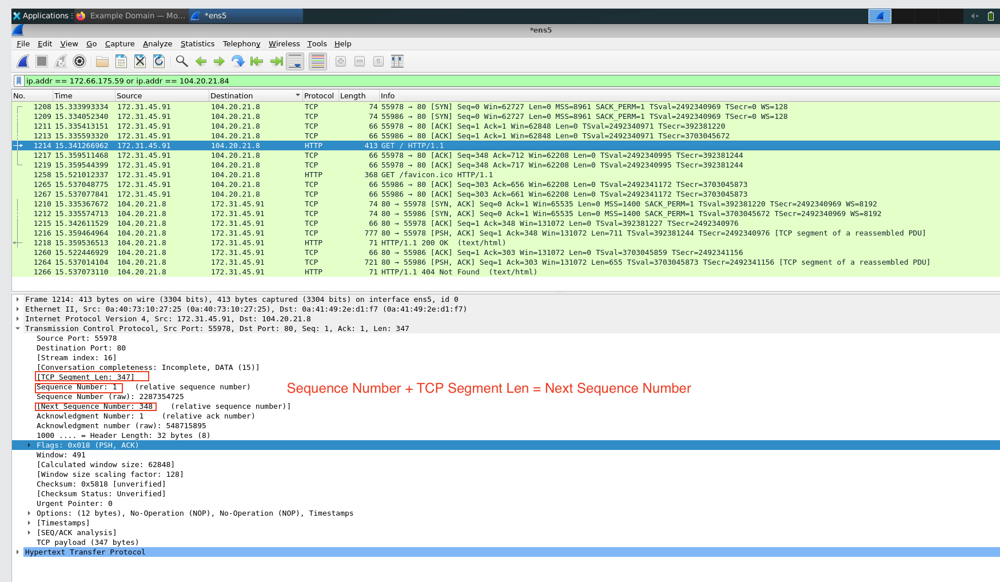 Applications Example Domain — Mo... *ens5
*ens5
File Edit View Go Capture Analyze Statistics Telephony Wireless Tools Help
ip.addr == 172.66.175.59 or ip.addr == 104.20.21.84
No. Time Source Destination Protocol Length Info
1208 15.333993334 172.31.45.91 104.20.21.8 TCP 74 55978 → 80 [SYN] Seq=0 Win=62727 Len=0 MSS=8961 SACK_PERM=1 TSval=2492340969 TSecr=0 WS=128
1209 15.334052340 172.31.45.91 104.20.21.8 TCP 74 55986 → 80 [SYN] Seq=0 Win=62727 Len=0 MSS=8961 SACK_PERM=1 TSval=2492340969 TSecr=0 WS=128
1211 15.335413151 172.31.45.91 104.20.21.8 TCP 66 55978 → 80 [ACK] Seq=1 Ack=1 Win=62848 Len=0 TSval=2492340971 TSecr=392381220
1213 15.335593320 172.31.45.91 104.20.21.8 TCP 66 55986 → 80 [ACK] Seq=1 Ack=1 Win=62848 Len=0 TSval=2492340971 TSecr=3703045672
1214 15.341266962 172.31.45.91 104.20.21.8 HTTP 413 GET / HTTP/1.1
1217 15.359511468 172.31.45.91 104.20.21.8 TCP 66 55978 → 80 [ACK] Seq=348 Ack=712 Win=62208 Len=0 TSval=2492340995 TSecr=392381244
1219 15.359544399 172.31.45.91 104.20.21.8 TCP 66 55978 → 80 [ACK] Seq=348 Ack=717 Win=62208 Len=0 TSval=2492340995 TSecr=392381244
1258 15.521012337 172.31.45.91 104.20.21.8 HTTP 368 GET /favicon.ico HTTP/1.1
1265 15.537048775 172.31.45.91 104.20.21.8 TCP 66 55986 → 80 [ACK] Seq=303 Ack=656 Win=62208 Len=0 TSval=2492341172 TSecr=3703045873
1267 15.537077841 172.31.45.91 104.20.21.8 TCP 66 55986 → 80 [ACK] Seq=303 Ack=661 Win=62208 Len=0 TSval=2492341172 TSecr=3703045873
1210 15.335367672 104.20.21.8 172.31.45.91 TCP 74 80 → 55978 [SYN, ACK] Seq=0 Ack=1 Win=65535 Len=0 MSS=1400 SACK_PERM=1 TSval=392381220 TSecr=2492340969 WS=8192
1212 15.335574713 104.20.21.8 172.31.45.91 TCP 74 80 → 55986 [SYN, ACK] Seq=0 Ack=1 Win=65535 Len=0 MSS=1400 SACK_PERM=1 TSval=3703045672 TSecr=2492340969 WS=8192
1215 15.342611529 104.20.21.8 172.31.45.91 TCP 66 80 → 55978 [ACK] Seq=1 Ack=348 Win=131072 Len=0 TSval=392381227 TSecr=2492340976
1216 15.359464964 104.20.21.8 172.31.45.91 TCP 777 80 → 55978 [PSH, ACK] Seq=1 Ack=348 Win=131072 Len=711 TSval=392381244 TSecr=2492340976 [TCP segment of a reassembled PDU]
1218 15.359536513 104.20.21.8 172.31.45.91 HTTP 71 HTTP/1.1 200 OK (text/html)
1260 15.522446929 104.20.21.8 172.31.45.91 TCP 66 80 → 55986 [ACK] Seq=1 Ack=303 Win=131072 Len=0 TSval=3703045859 TSecr=2492341156
1264 15.537014104 104.20.21.8 172.31.45.91 TCP 721 80 → 55986 [PSH, ACK] Seq=1 Ack=303 Win=131072 Len=655 TSval=3703045873 TSecr=2492341156 [TCP segment of a reassembled PDU]
1266 15.537073110 104.20.21.8 172.31.45.91 HTTP 71 HTTP/1.1 404 Not Found (text/html)
Frame 1214: 413 bytes on wire (3304 bits), 413 bytes captured (3304 bits) on interface ens5, id 0
Ethernet II, Src: 0a:40:73:10:27:25 (0a:40:73:10:27:25), Dst: 0a:41:49:2e:d1:f7 (0a:41:49:2e:d1:f7)
Internet Protocol Version 4, Src: 172.31.45.91, Dst: 104.20.21.8
Transmission Control Protocol, Src Port: 55978, Dst Port: 80, Seq: 1, Ack: 1, Len: 347
Source Port: 55978
Destination Port: 80
[Stream index: 16]
[Conversation completeness: Incomplete, DATA (15)]
[TCP Segment Len: 347]
Sequence Number: 1 (relative sequence number)
Sequence Number + TCP Segment Len = Next Sequence Number
Sequence Number (raw): 2287354725
[Next Sequence Number: 348 (relative sequence number)]
Acknowledgment Number: 1 (relative ack number)
Acknowledgment number (raw): 548715895
1000 .... = Header Length: 32 bytes (8)
Flags: 0x018 (PSH, ACK)
Window: 491
[Calculated window size: 62848]
[Window size scaling factor: 128]
Checksum: 0x5818 [unverified]
[Checksum Status: Unverified]
Urgent Pointer: 0
Options: (12 bytes), No-Operation (NOP), No-Operation (NOP), Timestamps
[Timestamps]
[SEQ/ACK analysis]
TCP payload (347 bytes)
Hypertext Transfer Protocol